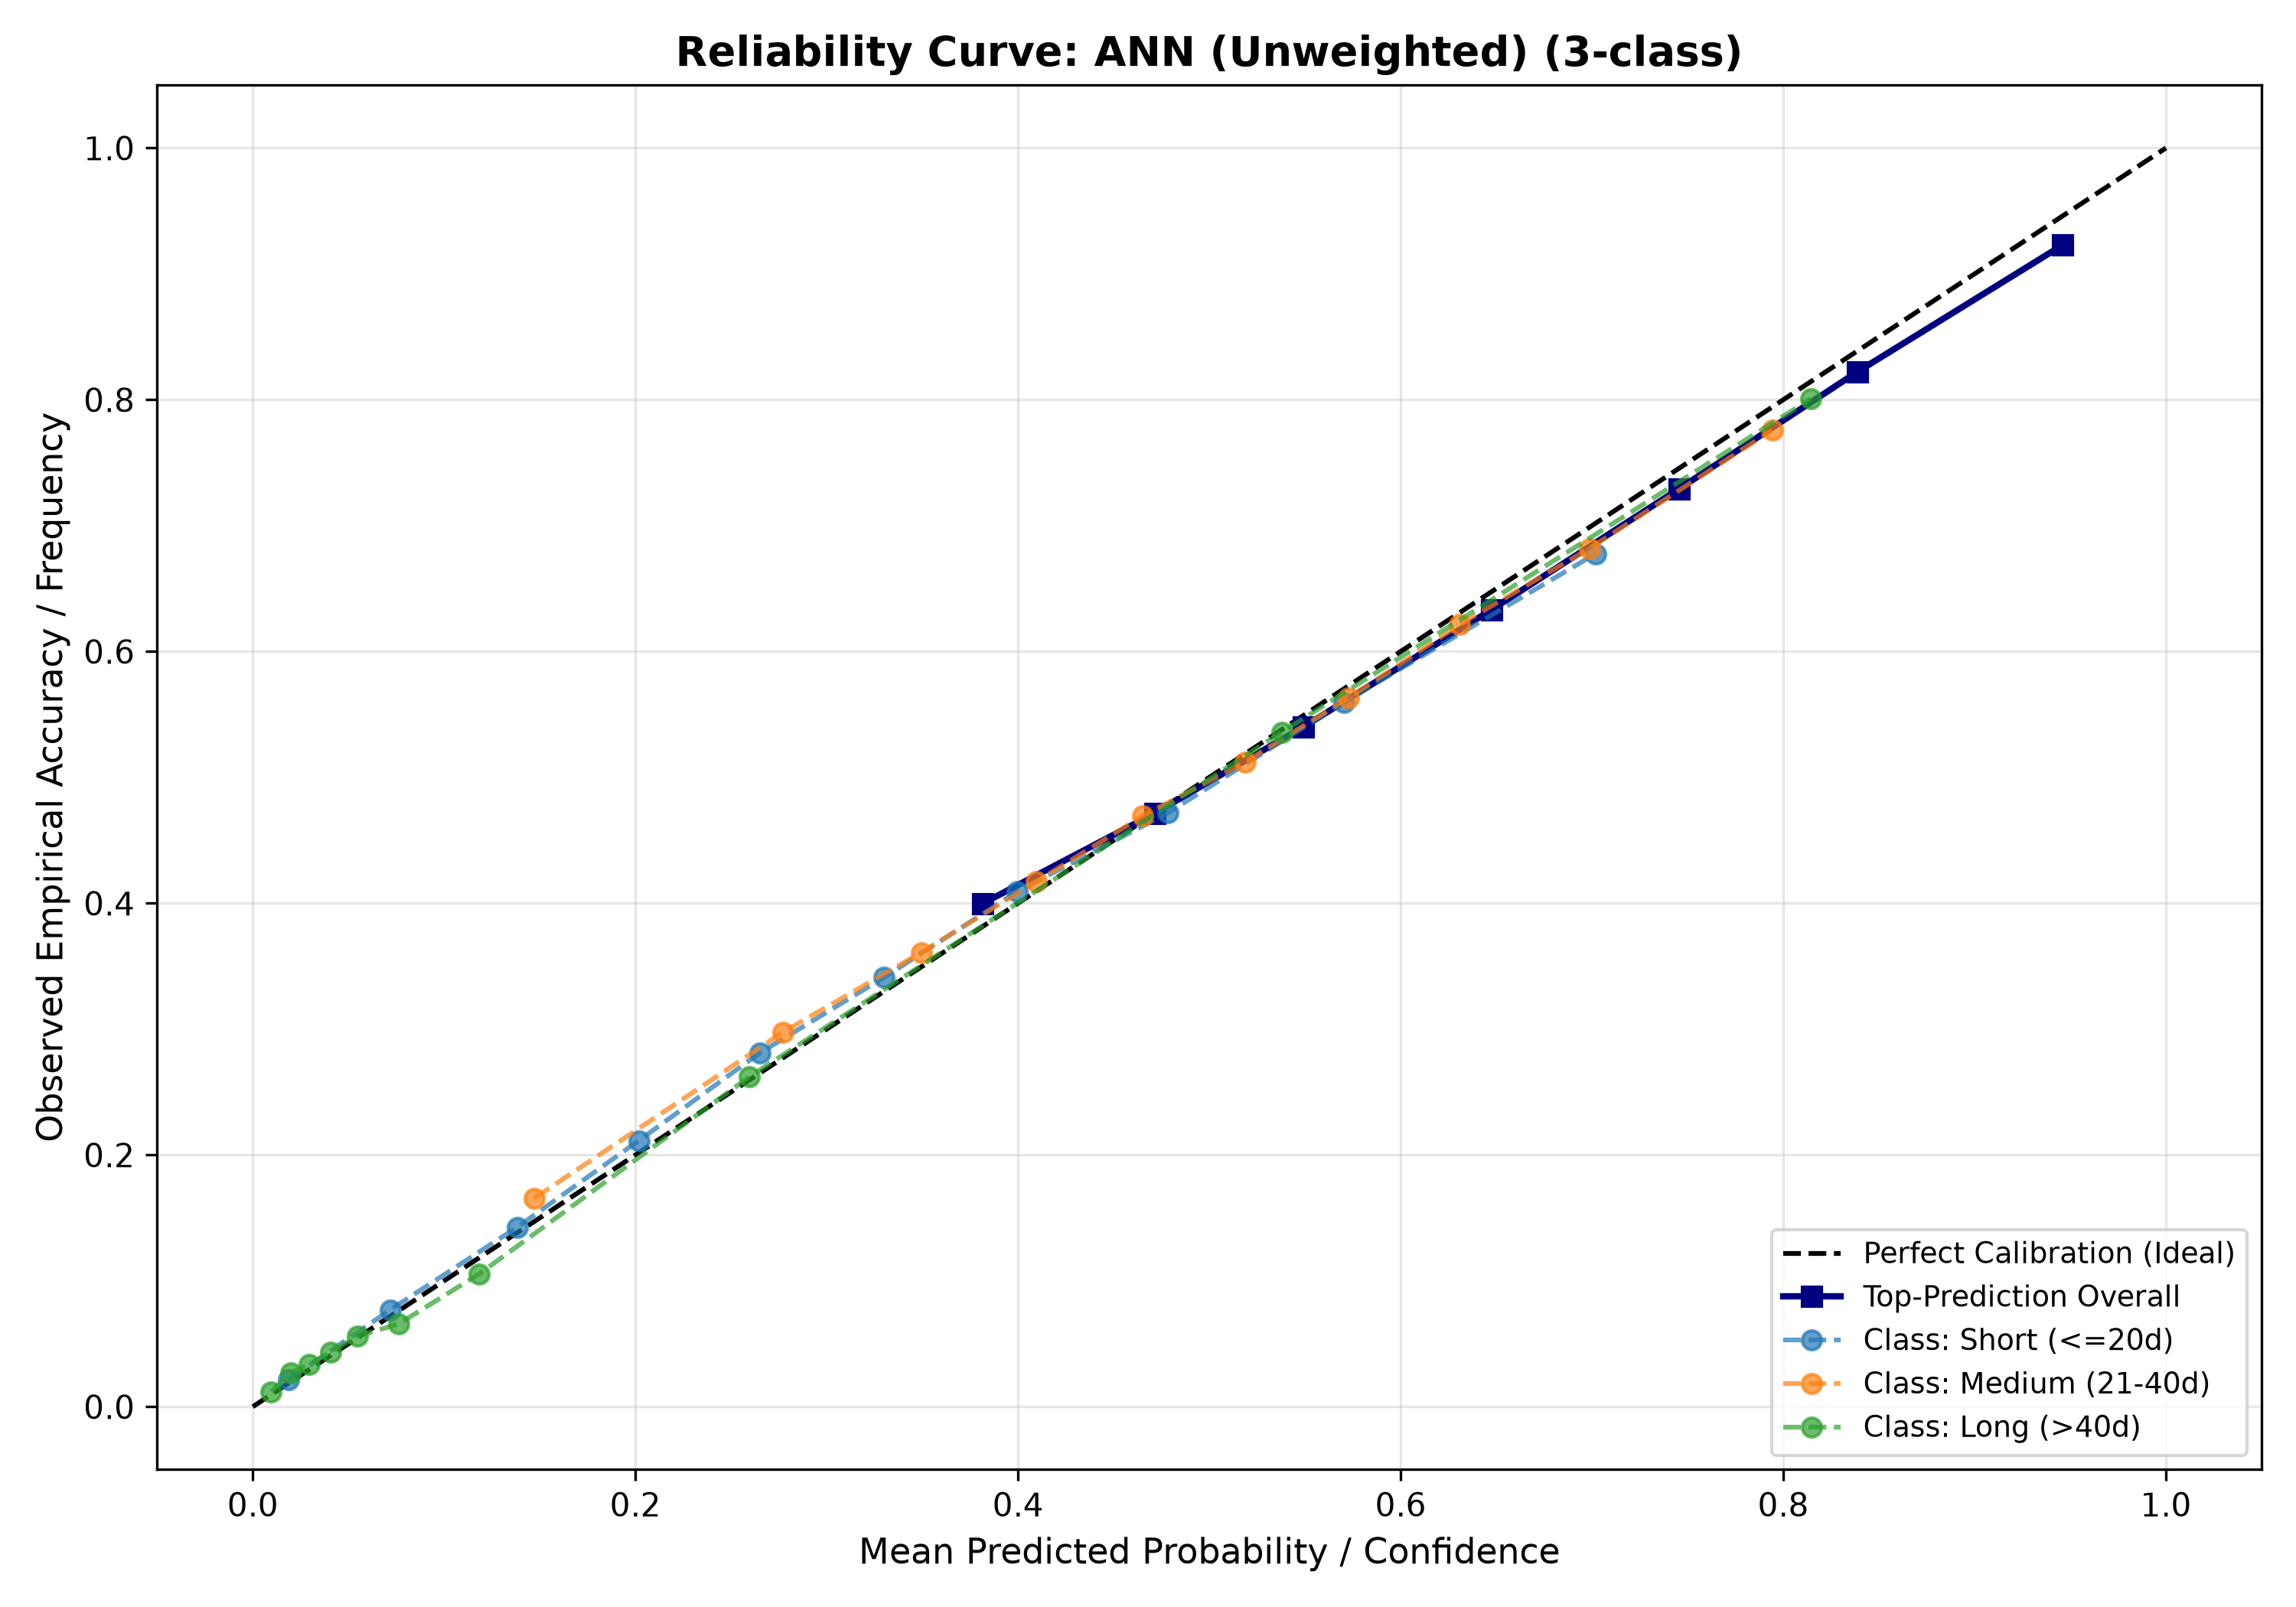 Reliability Curve: ANN (Unweighted) (3-class)
Observed Empirical Accuracy / Frequency
1.0
0.8
0.6
0.4
0.2
0.0
Perfect Calibration (Ideal)
Top-Prediction Overall
Class: Short (<=20d)
Class: Medium (21-40d)
Class: Long (>40d)
0.0 0.2 0.4 0.6 0.8 1.0
Mean Predicted Probability / Confidence